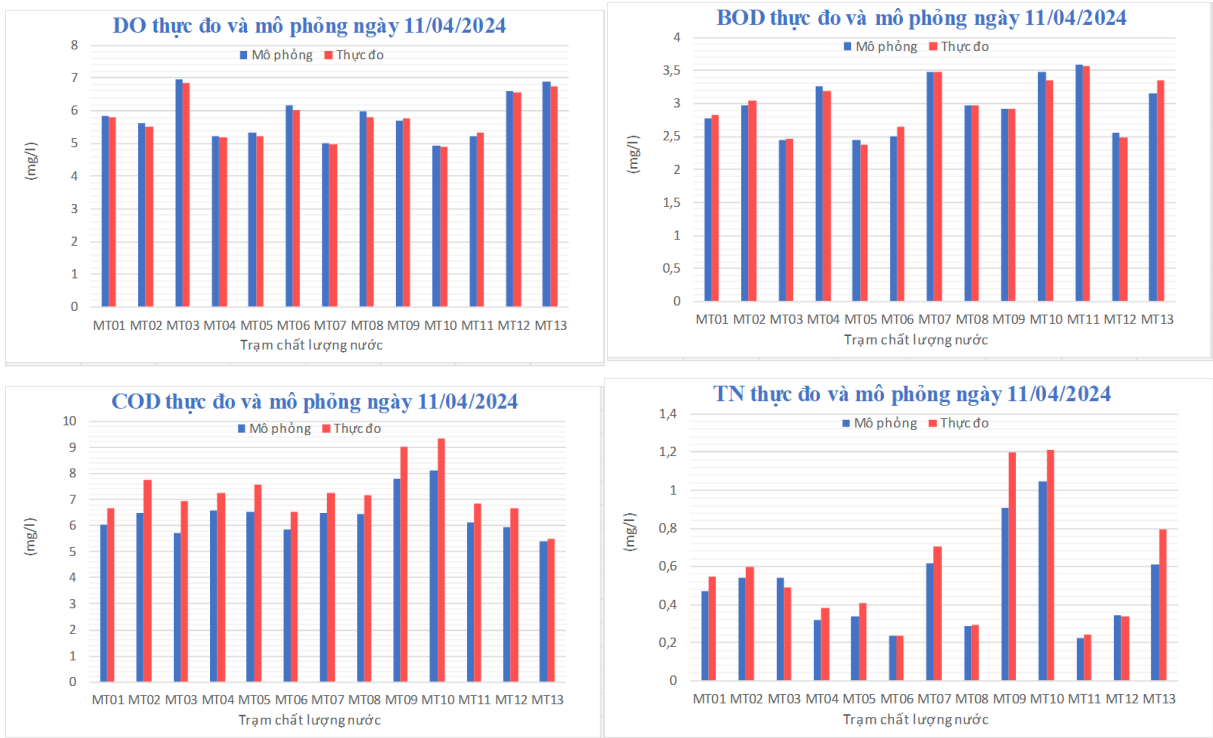 DO thực đo và mô phỏng ngày 11/04/2024
Mô phỏng Thực đo
8
7
6
5
4
3
2
1
0
(mg/l)
MT01 MT02 MT03 MT04 MT05 MT06 MT07 MT08 MT09 MT10 MT11 MT12 MT13
Trạm chất lượng nước
BOD thực đo và mô phỏng ngày 11/04/2024
Mô phỏng Thực đo
4
3,5
3
2,5
2
1,5
1
0,5
0
(mg/l)
MT01 MT02 MT03 MT04 MT05 MT06 MT07 MT08 MT09 MT10 MT11 MT12 MT13
Trạm chất lượng nước
COD thực đo và mô phỏng ngày 11/04/2024
Mô phỏng Thực đo
10
9
8
7
6
5
4
3
2
1
0
(mg/l)
MT01 MT02 MT03 MT04 MT05 MT06 MT07 MT08 MT09 MT10 MT11 MT12 MT13
Trạm chất lượng nước
TN thực đo và mô phỏng ngày 11/04/2024
Mô phỏng Thực đo
1,4
1,2
1
0,8
0,6
0,4
0,2
0
(mg/l)
MT01 MT02 MT03 MT04 MT05 MT06 MT07 MT08 MT09 MT10 MT11 MT12 MT13
Trạm chất lượng nước